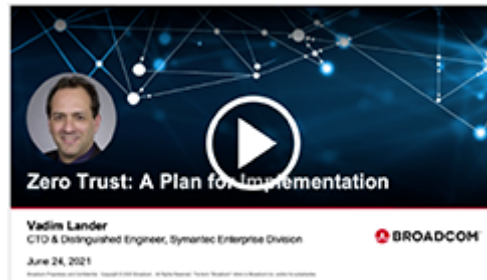 Zero Trust: A Plan for Implementation
Vadim Lander
CTO & Distinguished Engineer, Symantec Enterprise Division
BROADCOM
June 24, 2021